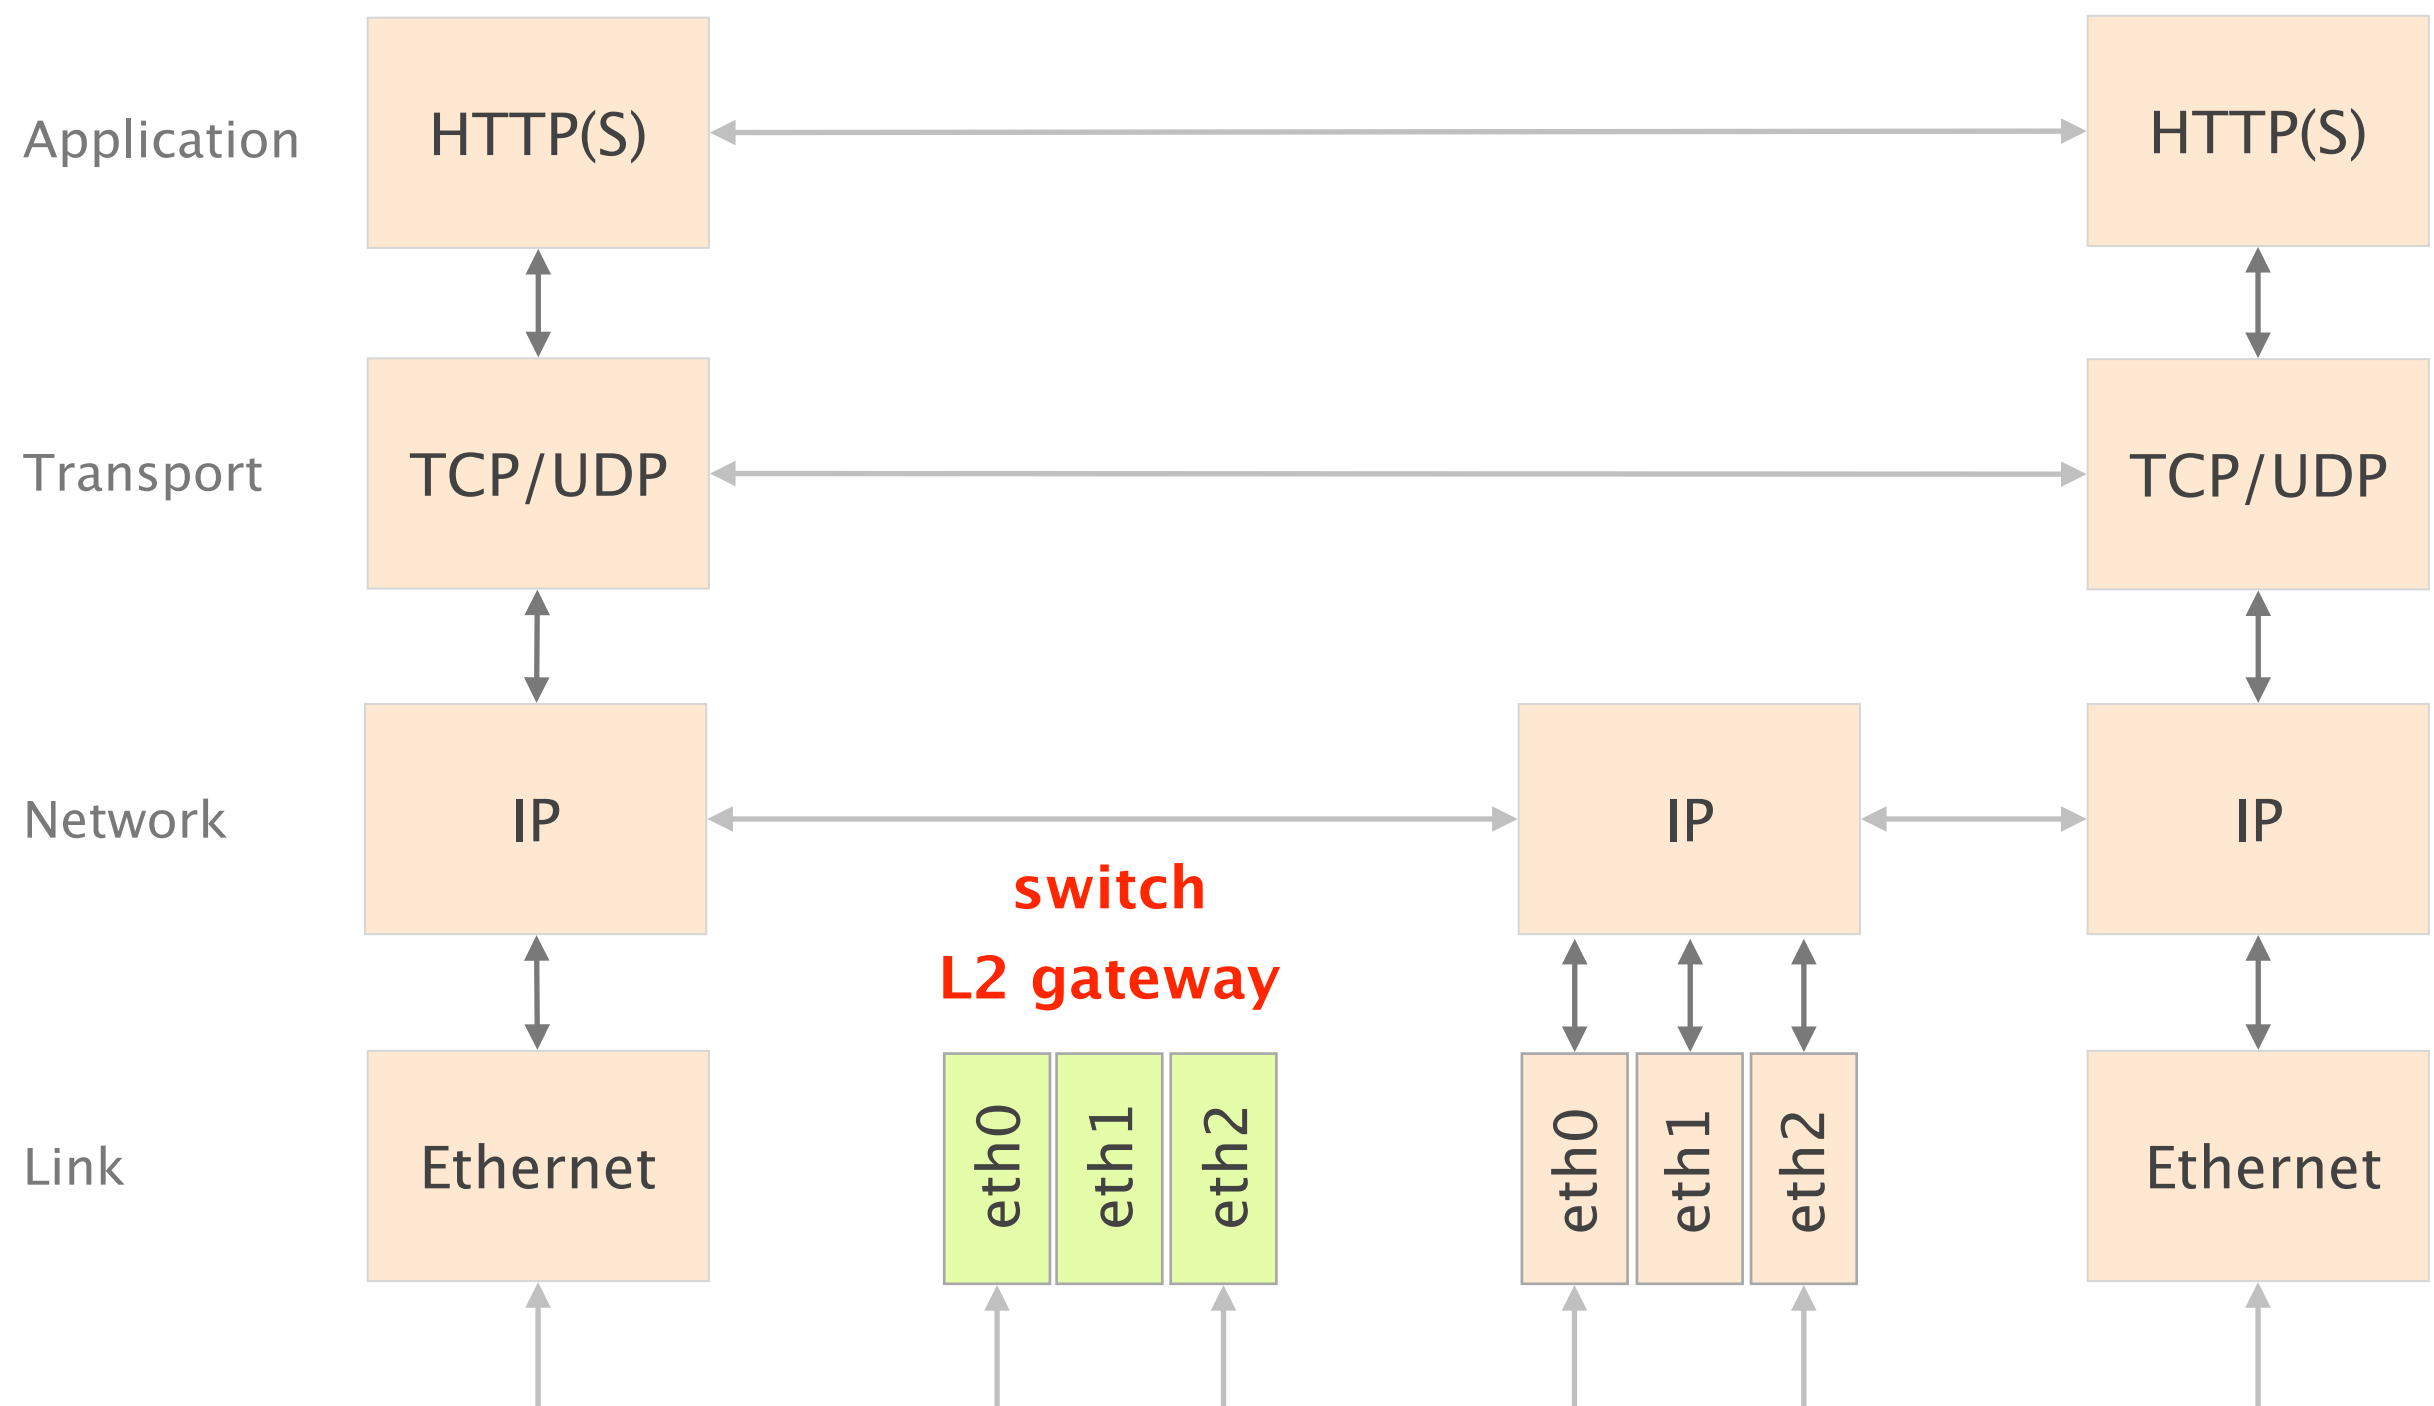 Application
HTTP(S)
HTTP(S)
Transport
TCP/UDP
TCP/UDP
Network
IP
IP
IP
switch
L2 gateway
Link
Ethernet
eth0
eth1
eth2
eth0
eth1
eth2
Ethernet